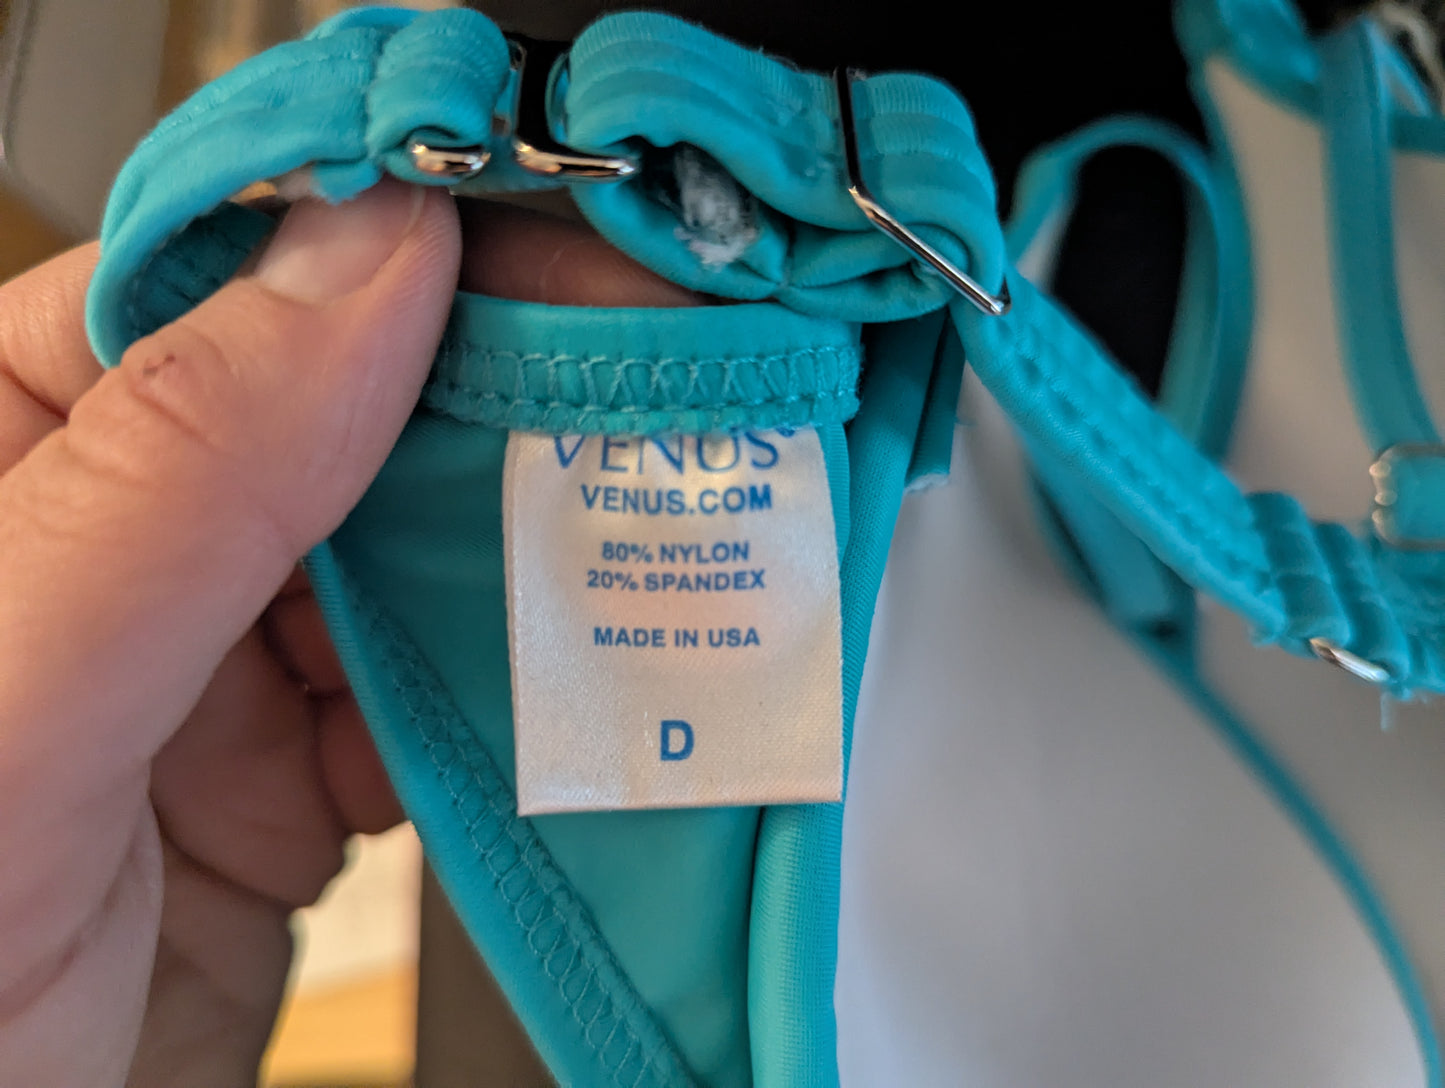 VENUS
VENUS.COM
80% NYLON
20% SPANDEX
MADE IN USA
D